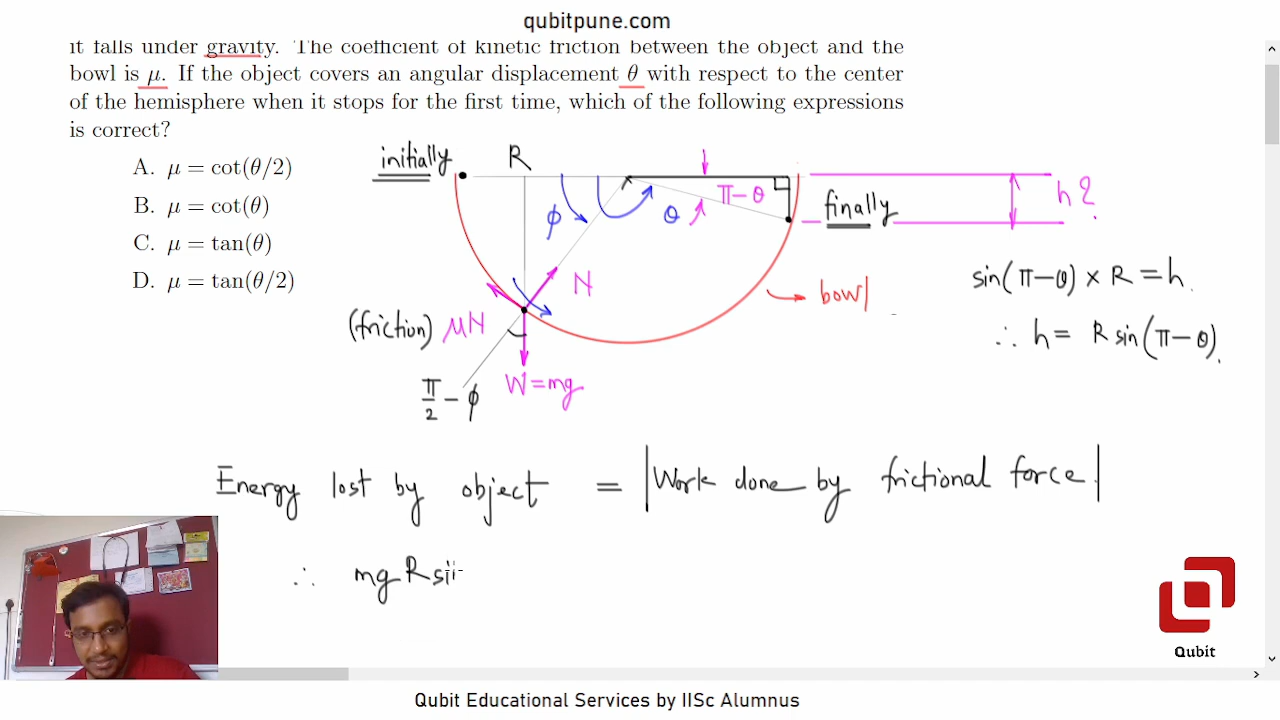 qubitpune.com
it falls under gravity. The coefficient of kinetic friction between the object and the
bowl is μ. If the object covers an angular displacement θ with respect to the center
of the hemisphere when it stops for the first time, which of the following expressions
is correct?
A. μ = cot(θ/2)
B. μ = cot(θ)
C. μ = tan(θ)
D. μ = tan(θ/2)
initially
R
π-θ
h?
ϕ
θ
finally
N
bowl
sin(π-θ) × R = h.
(friction) μN
∴ h = R sin(π-θ).
π/2 - ϕ
W=mg
Energy lost by object = |Work done by frictional force|
∴ mg R si
Qubit
Qubit Educational Services by IISc Alumnus